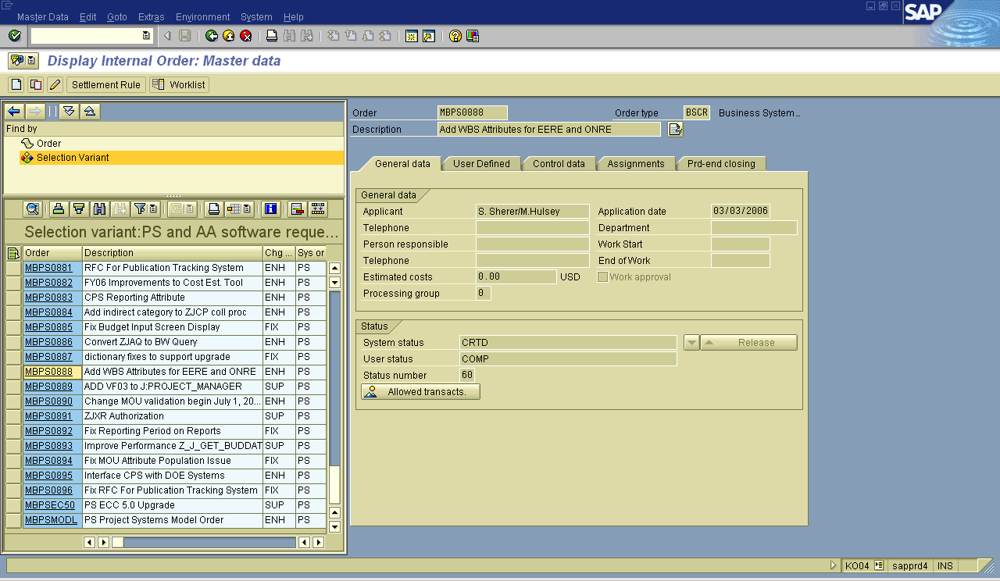 Master Data Edit Goto Extras Environment System Help
SAP
Display Internal Order: Master data
Settlement Rule Worklist
Find by
Order
Selection Variant
Selection variant:PS and AA software reque...
Order Description Chg ... Sys or
MBPS0881 RFC For Publication Tracking System ENH PS
MBPS0882 FY06 Improvements to Cost Est. Tool ENH PS
MBPS0883 CPS Reporting Attribute ENH PS
MBPS0884 Add indirect category to ZJCP coll proc ENH PS
MBPS0885 Fix Budget Input Screen Display FIX PS
MBPS0886 Convert ZJAQ to BW Query ENH PS
MBPS0887 dictionary fixes to support upgrade FIX PS
MBPS0888 Add WBS Attributes for EERE and ONRE ENH PS
MBPS0889 ADD VF03 to J:PROJECT_MANAGER SUP PS
MBPS0890 Change MOU validation begin July 1, 20... ENH PS
MBPS0891 ZJXR Authorization SUP PS
MBPS0892 Fix Reporting Period on Reports FIX PS
MBPS0893 Improve Performance Z_J_GET_BUDDAT SUP PS
MBPS0894 Fix MOU Attribute Population Issue FIX PS
MBPS0895 Interface CPS with DOE Systems ENH PS
MBPS0896 Fix RFC For Publication Tracking System FIX PS
MBPSEC50 PS ECC 5.0 Upgrade SUP PS
MBPSMODL PS Project Systems Model Order ENH PS
Order MBPS0888 Order type BSCR Business System...
Description Add WBS Attributes for EERE and ONRE
General data User Defined Control data Assignments Prd-end closing
General data
Applicant S. Sherer/M.Hulsey Application date 03/03/2006
Telephone Department
Person responsible Work Start
Telephone End of Work
Estimated costs 0.00 USD Work approval
Processing group 0
Status
System status CRTD Release
User status COMP
Status number 60
Allowed transacts.
KO04 sapprd4 INS